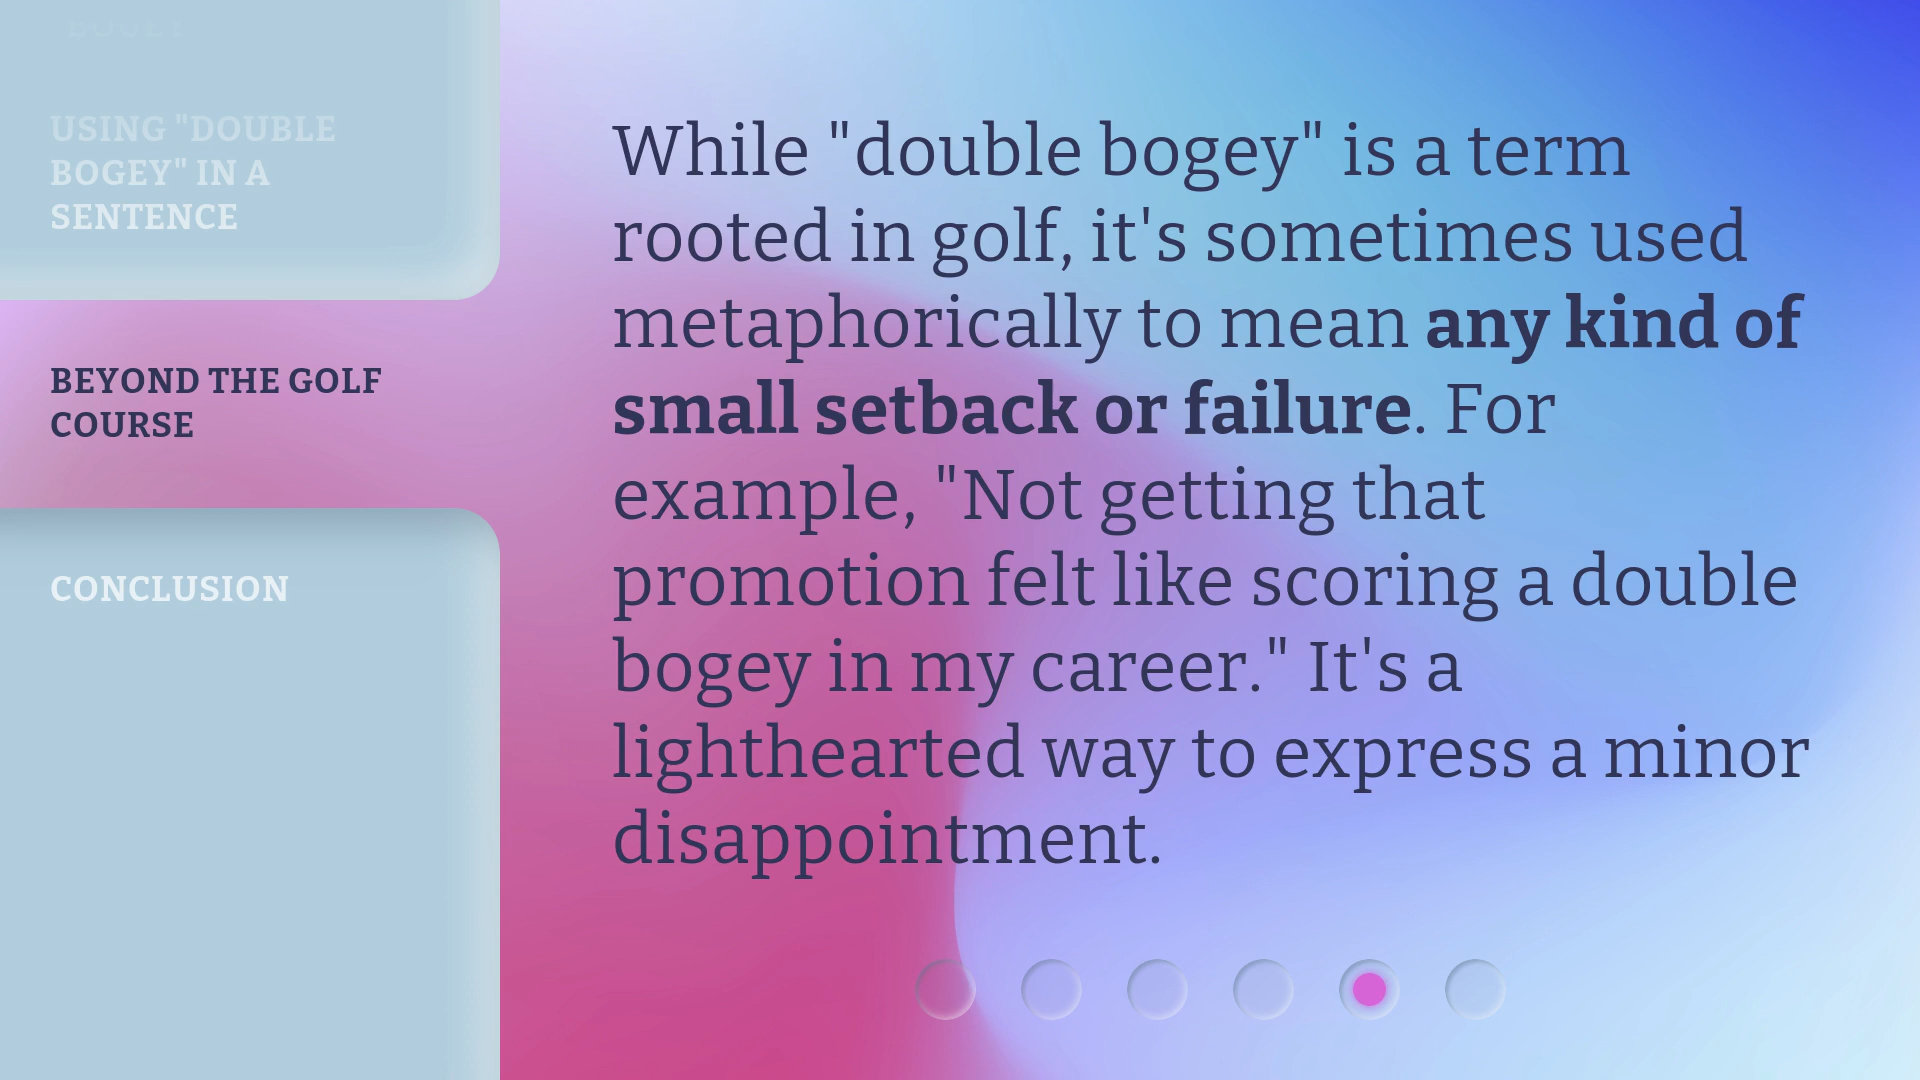 USING "DOUBLE
BOGEY" IN A
SENTENCE
BEYOND THE GOLF
COURSE
CONCLUSION
While "double bogey" is a term
rooted in golf, it's sometimes used
metaphorically to mean any kind of
small setback or failure. For
example, "Not getting that
promotion felt like scoring a double
bogey in my career." It's a
lighthearted way to express a minor
disappointment.